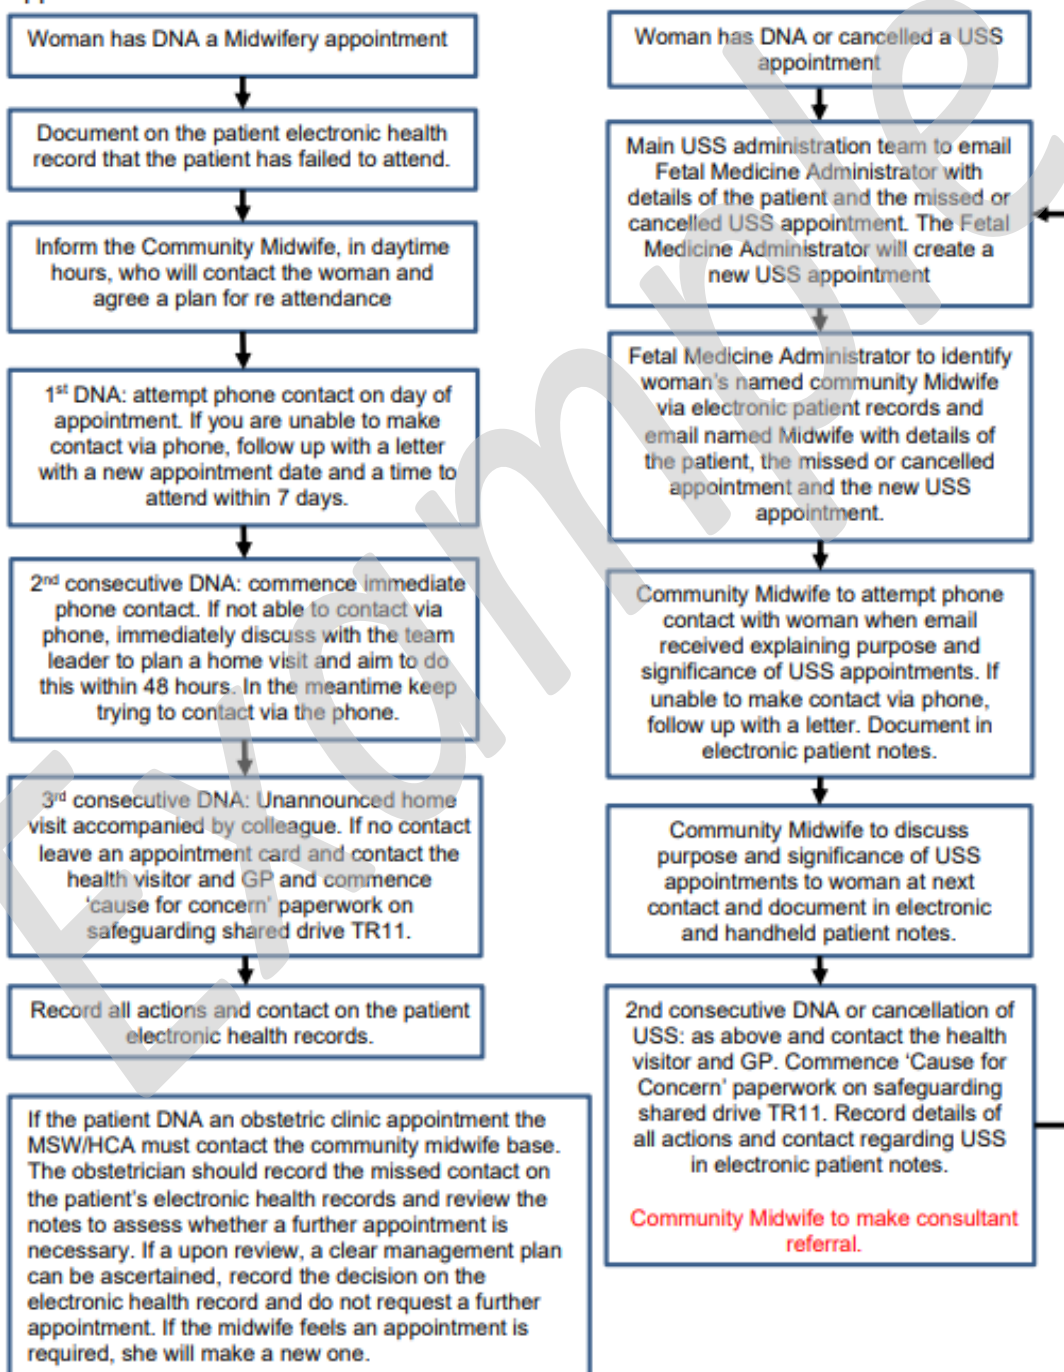 Woman has DNA a Midwifery appointment
Document on the patient electronic health
record that the patient has failed to attend.
Inform the Community Midwife, in daytime
hours, who will contact the woman and
agree a plan for re attendance
1st DNA: attempt phone contact on day of
appointment. If you are unable to make
contact via phone, follow up with a letter
with a new appointment date and a time to
attend within 7 days.
2nd consecutive DNA: commence immediate
phone contact. If not able to contact via
phone, immediately discuss with the team
leader to plan a home visit and aim to do
this within 48 hours. In the meantime keep
trying to contact via the phone.
3rd consecutive DNA: Unannounced home
visit accompanied by colleague. If no contact
leave an appointment card and contact the
health visitor and GP and commence
‘cause for concern’ paperwork on
safeguarding shared drive TR11.
Record all actions and contact on the patient
electronic health records.
If the patient DNA an obstetric clinic appointment the
MSW/HCA must contact the community midwife base.
The obstetrician should record the missed contact on
the patient’s electronic health records and review the
notes to assess whether a further appointment is
necessary. If a upon review, a clear management plan
can be ascertained, record the decision on the
electronic health record and do not request a further
appointment. If the midwife feels an appointment is
required, she will make a new one.
Woman has DNA or cancelled a USS
appointment
Main USS administration team to email
Fetal Medicine Administrator with
details of the patient and the missed or
cancelled USS appointment. The Fetal
Medicine Administrator will create a
new USS appointment
Fetal Medicine Administrator to identify
woman’s named community Midwife
via electronic patient records and
email named Midwife with details of
the patient, the missed or cancelled
appointment and the new USS
appointment.
Community Midwife to attempt phone
contact with woman when email
received explaining purpose and
significance of USS appointments. If
unable to make contact via phone,
follow up with a letter. Document in
electronic patient notes.
Community Midwife to discuss
purpose and significance of USS
appointments to woman at next
contact and document in electronic
and handheld patient notes.
2nd consecutive DNA or cancellation of
USS: as above and contact the health
visitor and GP. Commence ‘Cause for
Concern’ paperwork on safeguarding
shared drive TR11. Record details of
all actions and contact regarding USS
in electronic patient notes.
Community Midwife to make consultant
referral.
Example